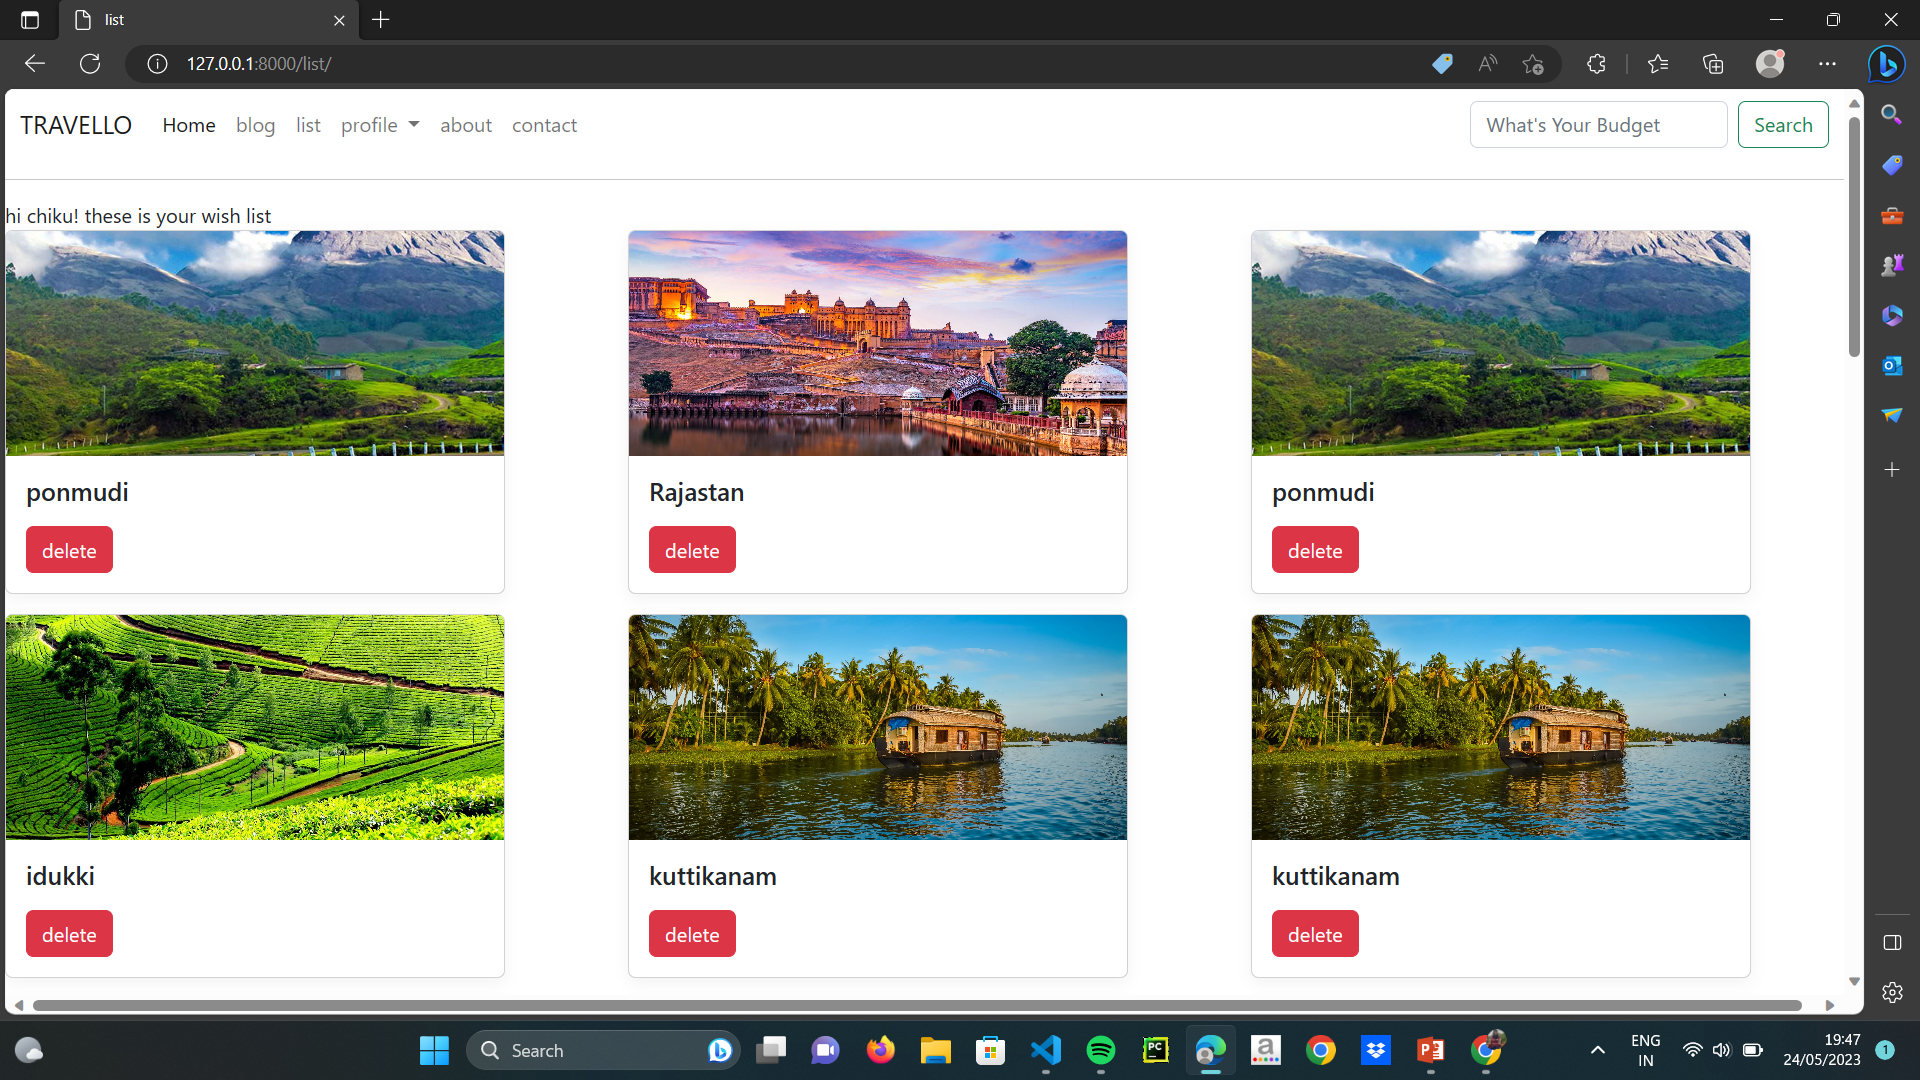 list
127.0.0.1:8000/list/
TRAVELLO Home blog list profile about contact What's Your Budget Search
hi chiku! these is your wish list
ponmudi Rajastan ponmudi
delete delete delete
idukki kuttikanam kuttikanam
delete delete delete
Search PC a ENG 19:47
IN 24/05/2023 1